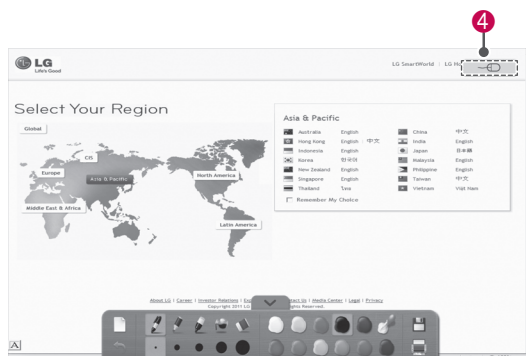 4
LG
Life's Good
LG SmartWorld
Select Your Region
Global
CIS
Europe
Asia & Pacific
North America
Middle East & Africa
Latin America
Asia & Pacific
Australia English
China 中文
Hong Kong English 中文
India English
Indonesia English
Japan 日本語
Korea 한국어
Malaysia English
New Zealand English
Philippine English
Singapore English
Taiwan 中文
Thailand ไทย
Vietnam Việt Nam
Remember My Choice
About LG | Career | Investor Relations
Media Center | Legal | Privacy
Copyright 2011 LG
Rights Reserved.
A